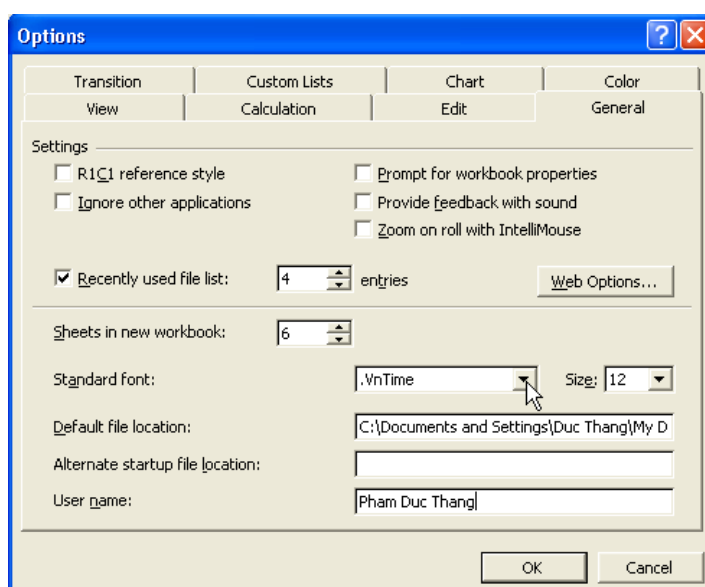 Options
Transition Custom Lists Chart Color
View Calculation Edit General
Settings
R1C1 reference style Prompt for workbook properties
Ignore other applications Provide feedback with sound
Zoom on roll with IntelliMouse
Recently used file list: 4 entries Web Options...
Sheets in new workbook: 6
Standard font: .VnTime Size: 12
Default file location: C:\Documents and Settings\Duc Thang\My D
Alternate startup file location:
User name: Pham Duc Thang
OK Cancel